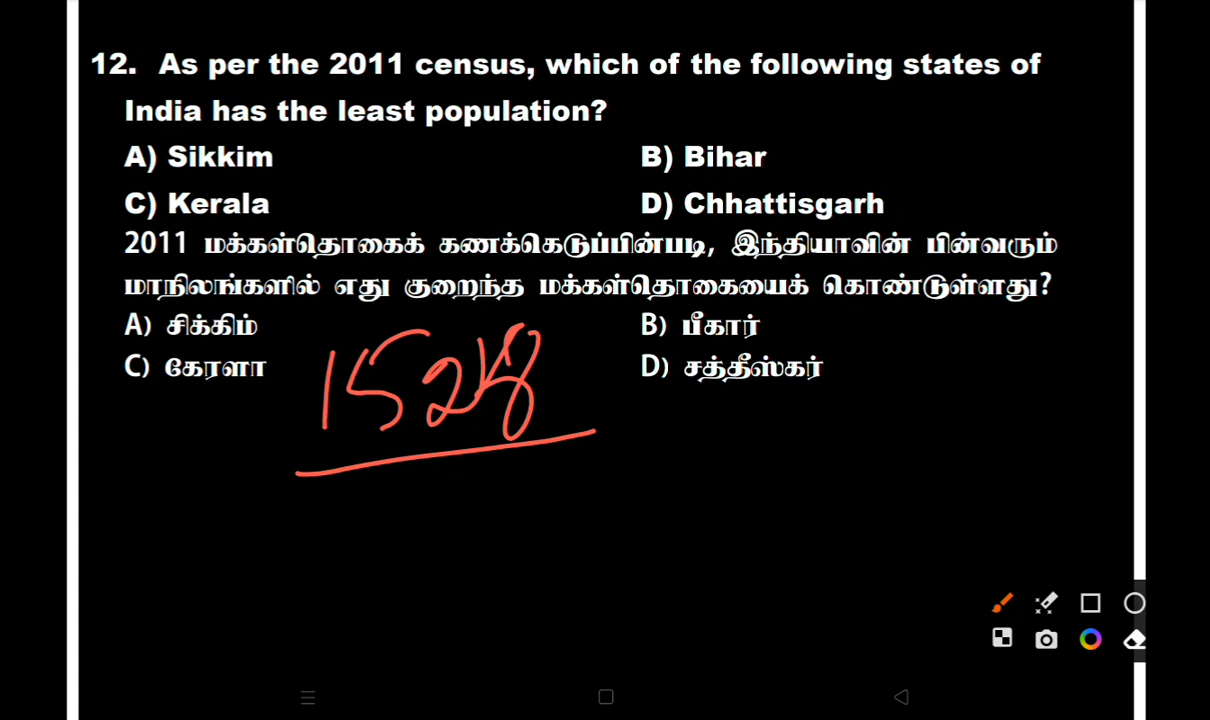 12. As per the 2011 census, which of the following states of
India has the least population?
A) Sikkim B) Bihar
C) Kerala D) Chhattisgarh
2011 மக்கள்தொகைக் கணக்கெடுப்பின்படி, இந்தியாவின் பின்வரும்
மாநிலங்களில் எது குறைந்த மக்கள்தொகையைக் கொண்டுள்ளது?
A) சிக்கிம் B) பீகார்
C) கேரளா D) சத்தீஸ்கர்